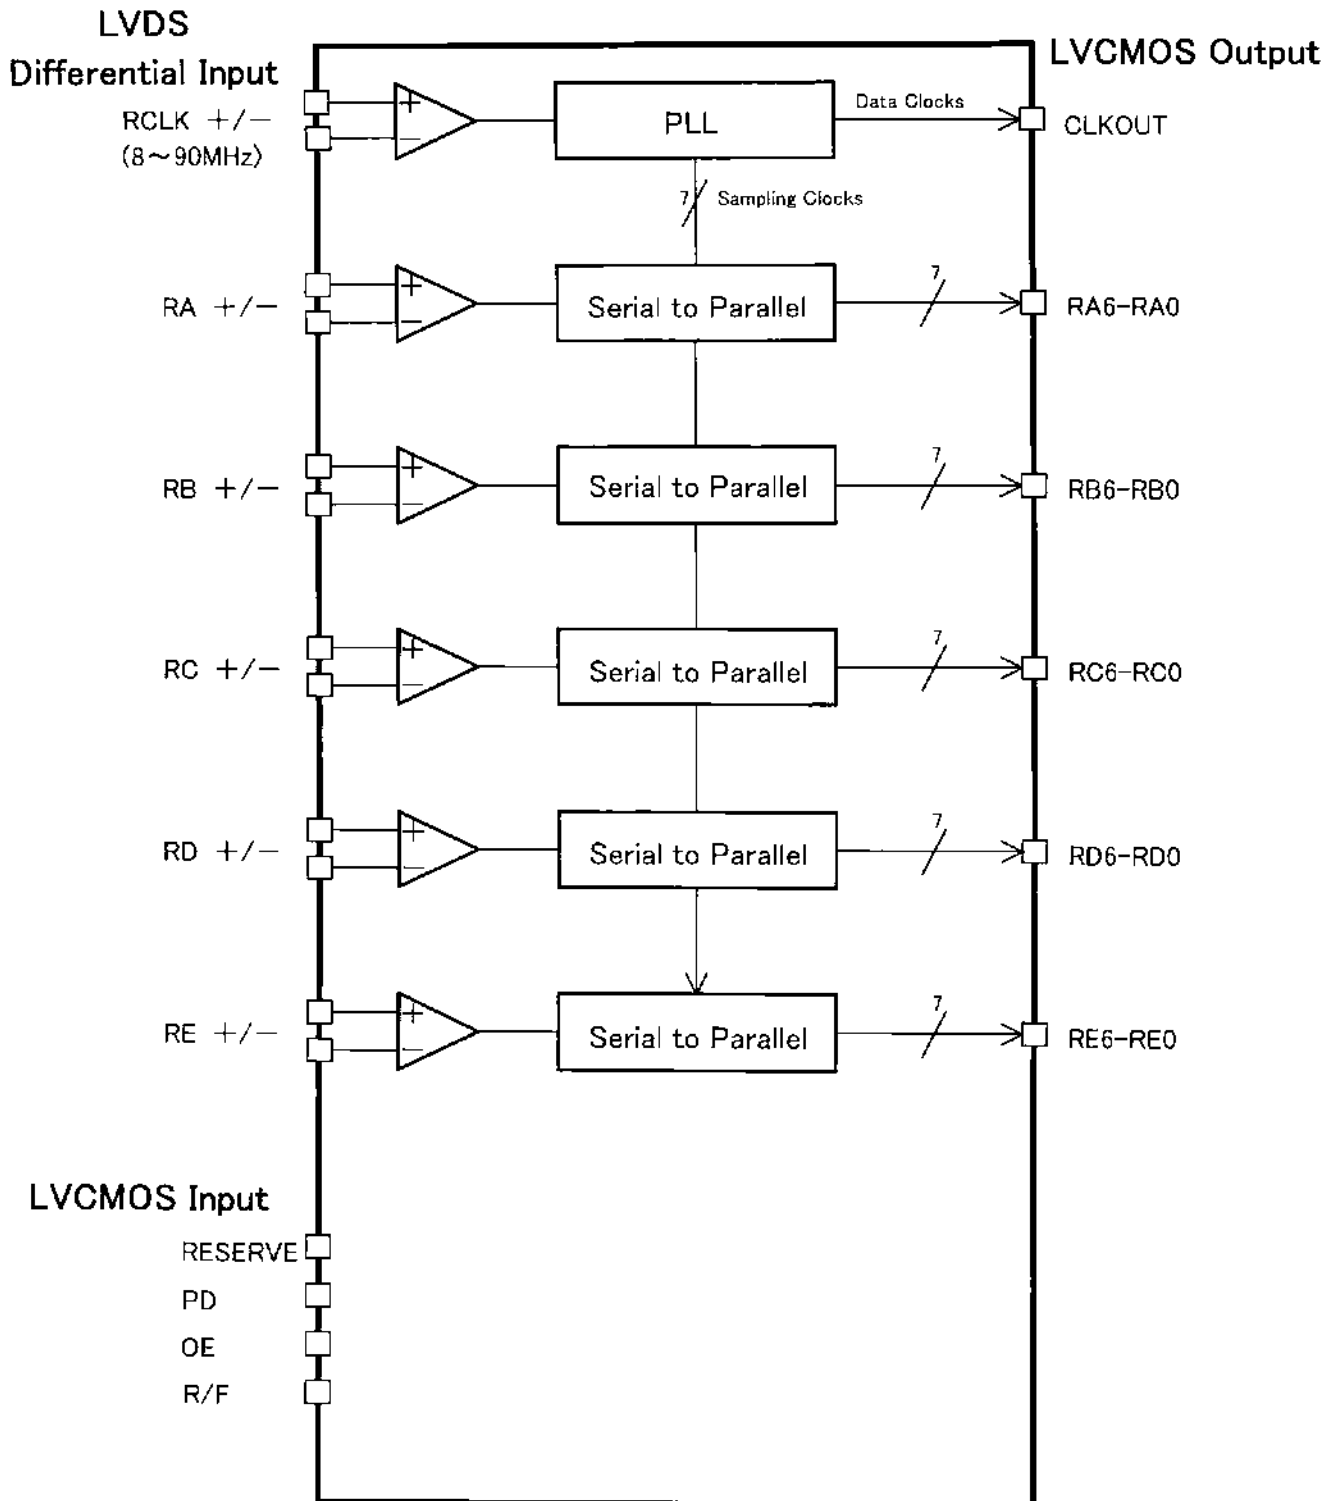 LVDS
Differential Input
LVCMOS Output
RCLK +/−
(8～90MHz)
+
−
PLL
Data Clocks
CLKOUT
7
Sampling Clocks
RA +/−
+
−
Serial to Parallel
7
RA6-RA0
RB +/−
+
−
Serial to Parallel
7
RB6-RB0
RC +/−
+
−
Serial to Parallel
7
RC6-RC0
RD +/−
+
−
Serial to Parallel
7
RD6-RD0
RE +/−
+
−
Serial to Parallel
7
RE6-RE0
LVCMOS Input
RESERVE
PD
OE
R/F